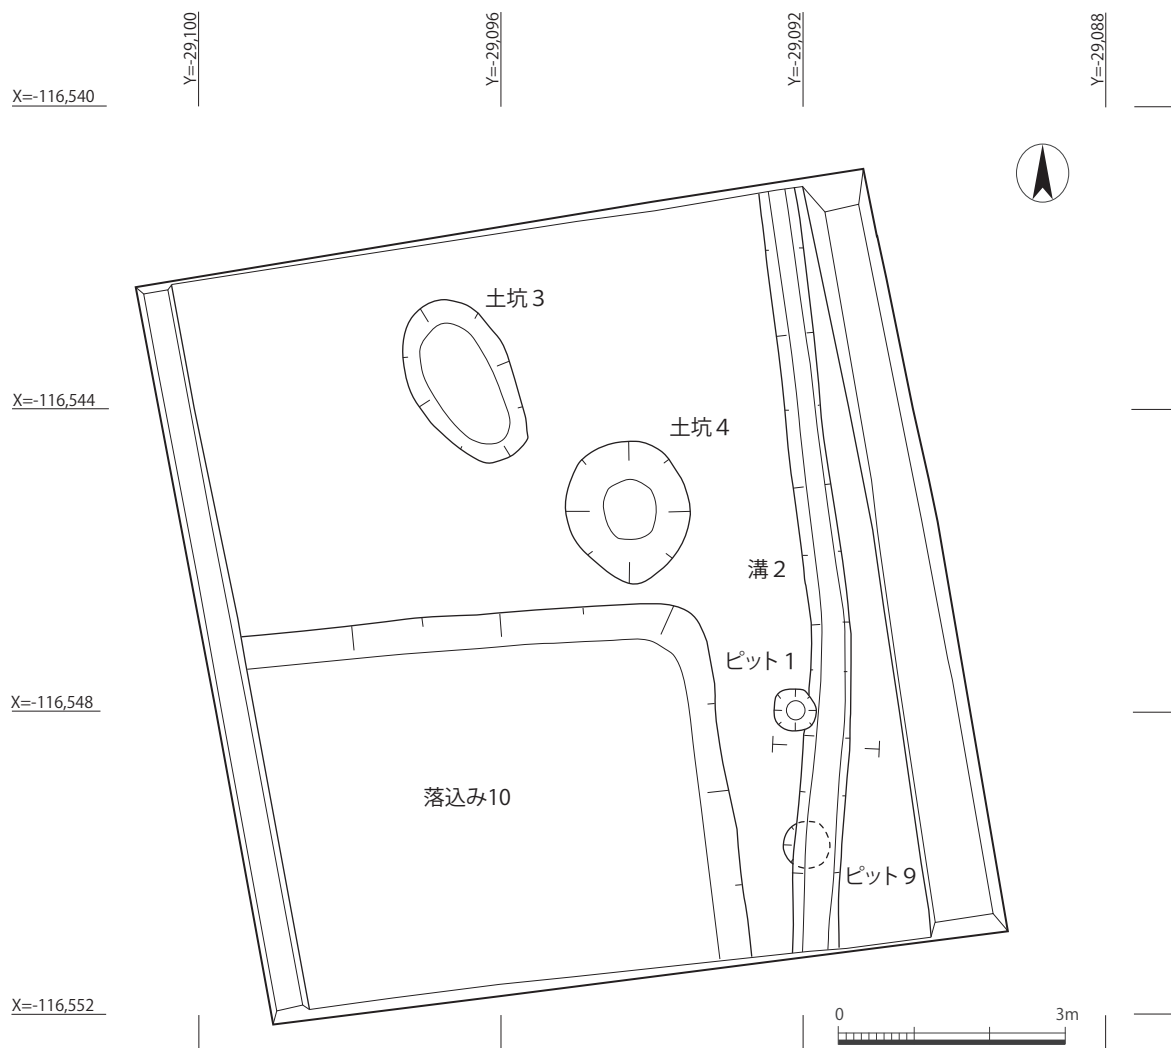 Y=-29,100
Y=-29,096
Y=-29,092
Y=-29,088
X=-116,540
土坑3
X=-116,544
土坑4
溝2
ピット1
X=-116,548
落込み10
ピット9
X=-116,552
0 3m